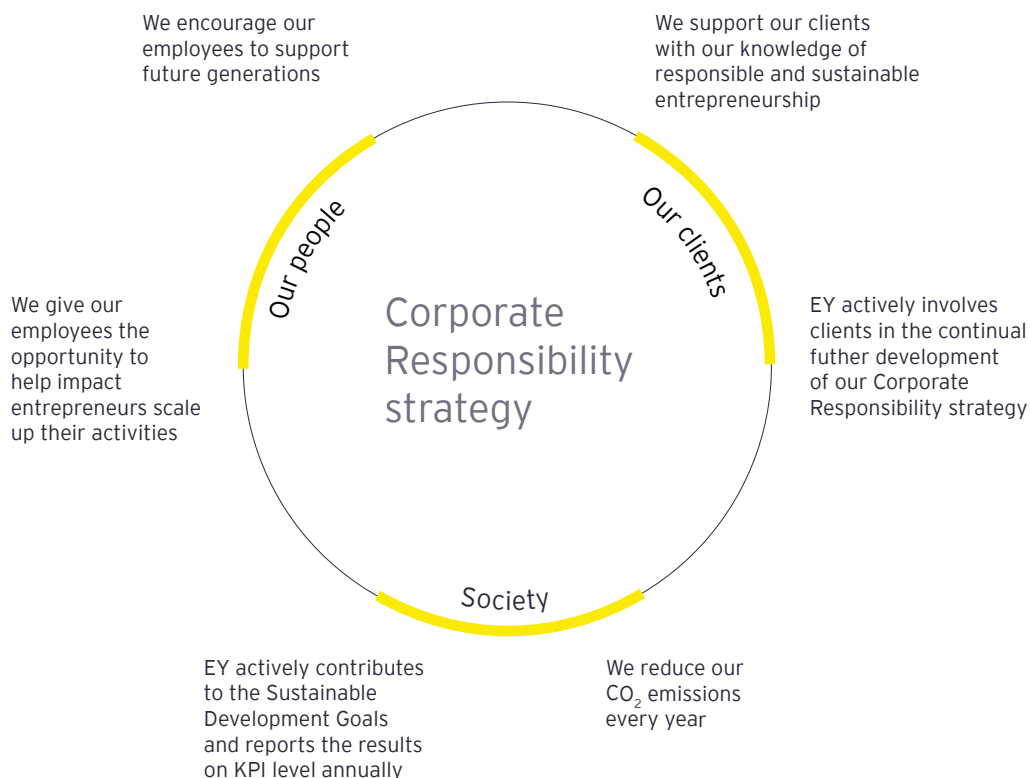 We encourage our
employees to support
future generations
We support our clients
with our knowledge of
responsible and sustainable
entrepreneurship
Our people
Our clients
We give our
employees the
opportunity to
help impact
entrepreneurs scale
up their activities
Corporate
Responsibility
strategy
EY actively involves
clients in the continual
futher development
of our Corporate
Responsibility strategy
Society
EY actively contributes
to the Sustainable
Development Goals
and reports the results
on KPI level annually
We reduce our
CO₂ emissions
every year